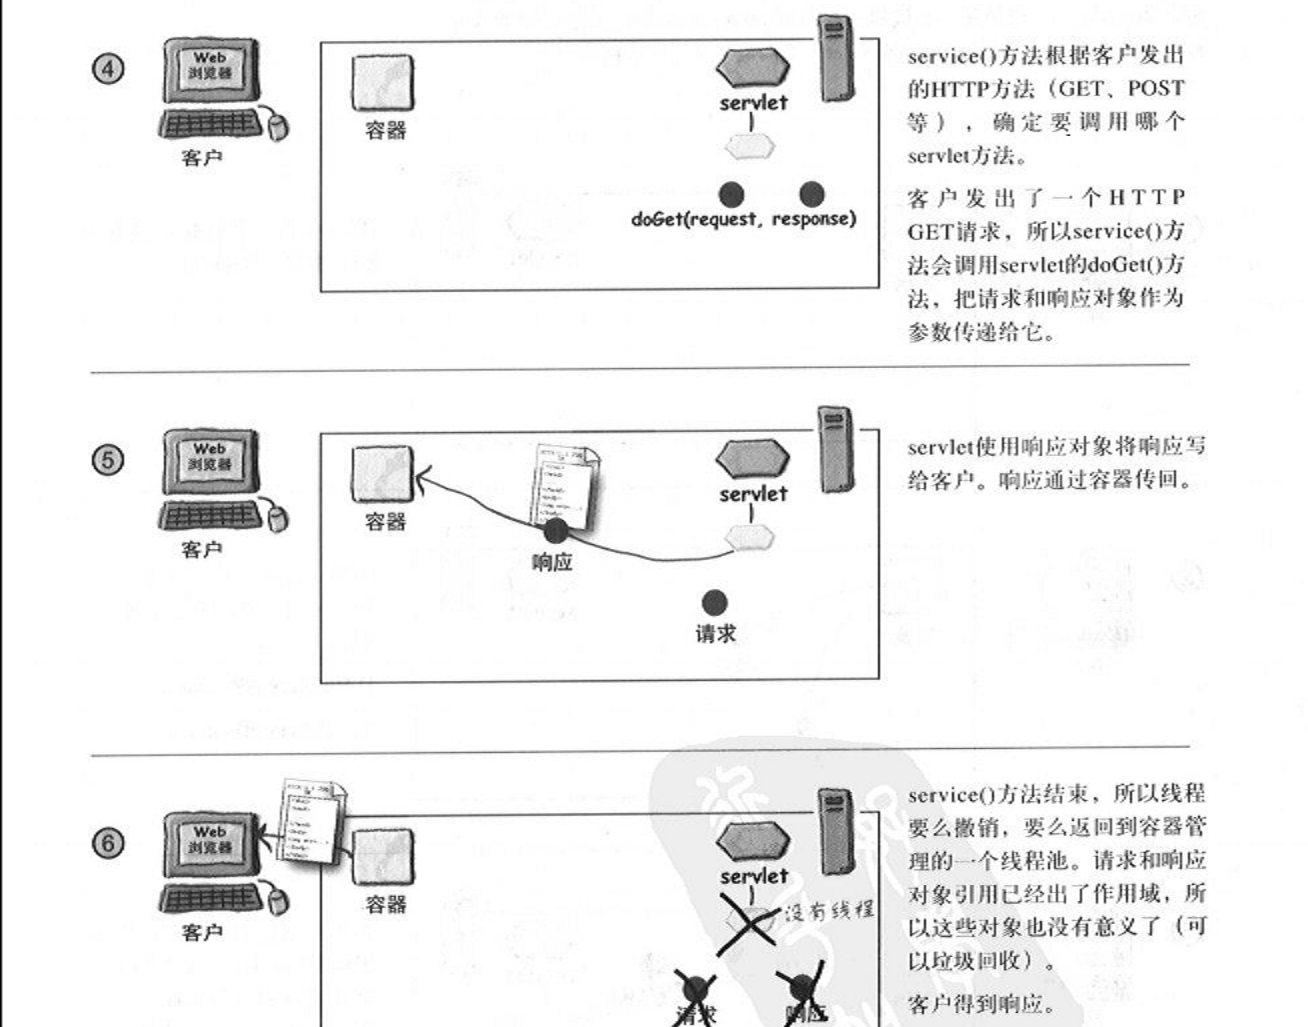 ④
Web
浏览器
客户
容器
servlet
doGet(request, response)
service()方法根据客户发出
的HTTP方法（GET、POST
等），确定要调用哪个
servlet方法。
客户发出了一个HTTP
GET请求，所以service()方
法会调用servlet的doGet()方
法，把请求和响应对象作为
参数传递给它。
⑤
Web
浏览器
客户
容器
响应
servlet
请求
servlet使用响应对象将响应写
给客户。响应通过容器传回。
⑥
Web
浏览器
客户
容器
servlet
没有线程
请求
响应
service()方法结束，所以线程
要么撤销，要么返回到容器管
理的一个线程池。请求和响应
对象引用已经出了作用域，所
以这些对象也没有意义了（可
以垃圾回收）。
客户得到响应。